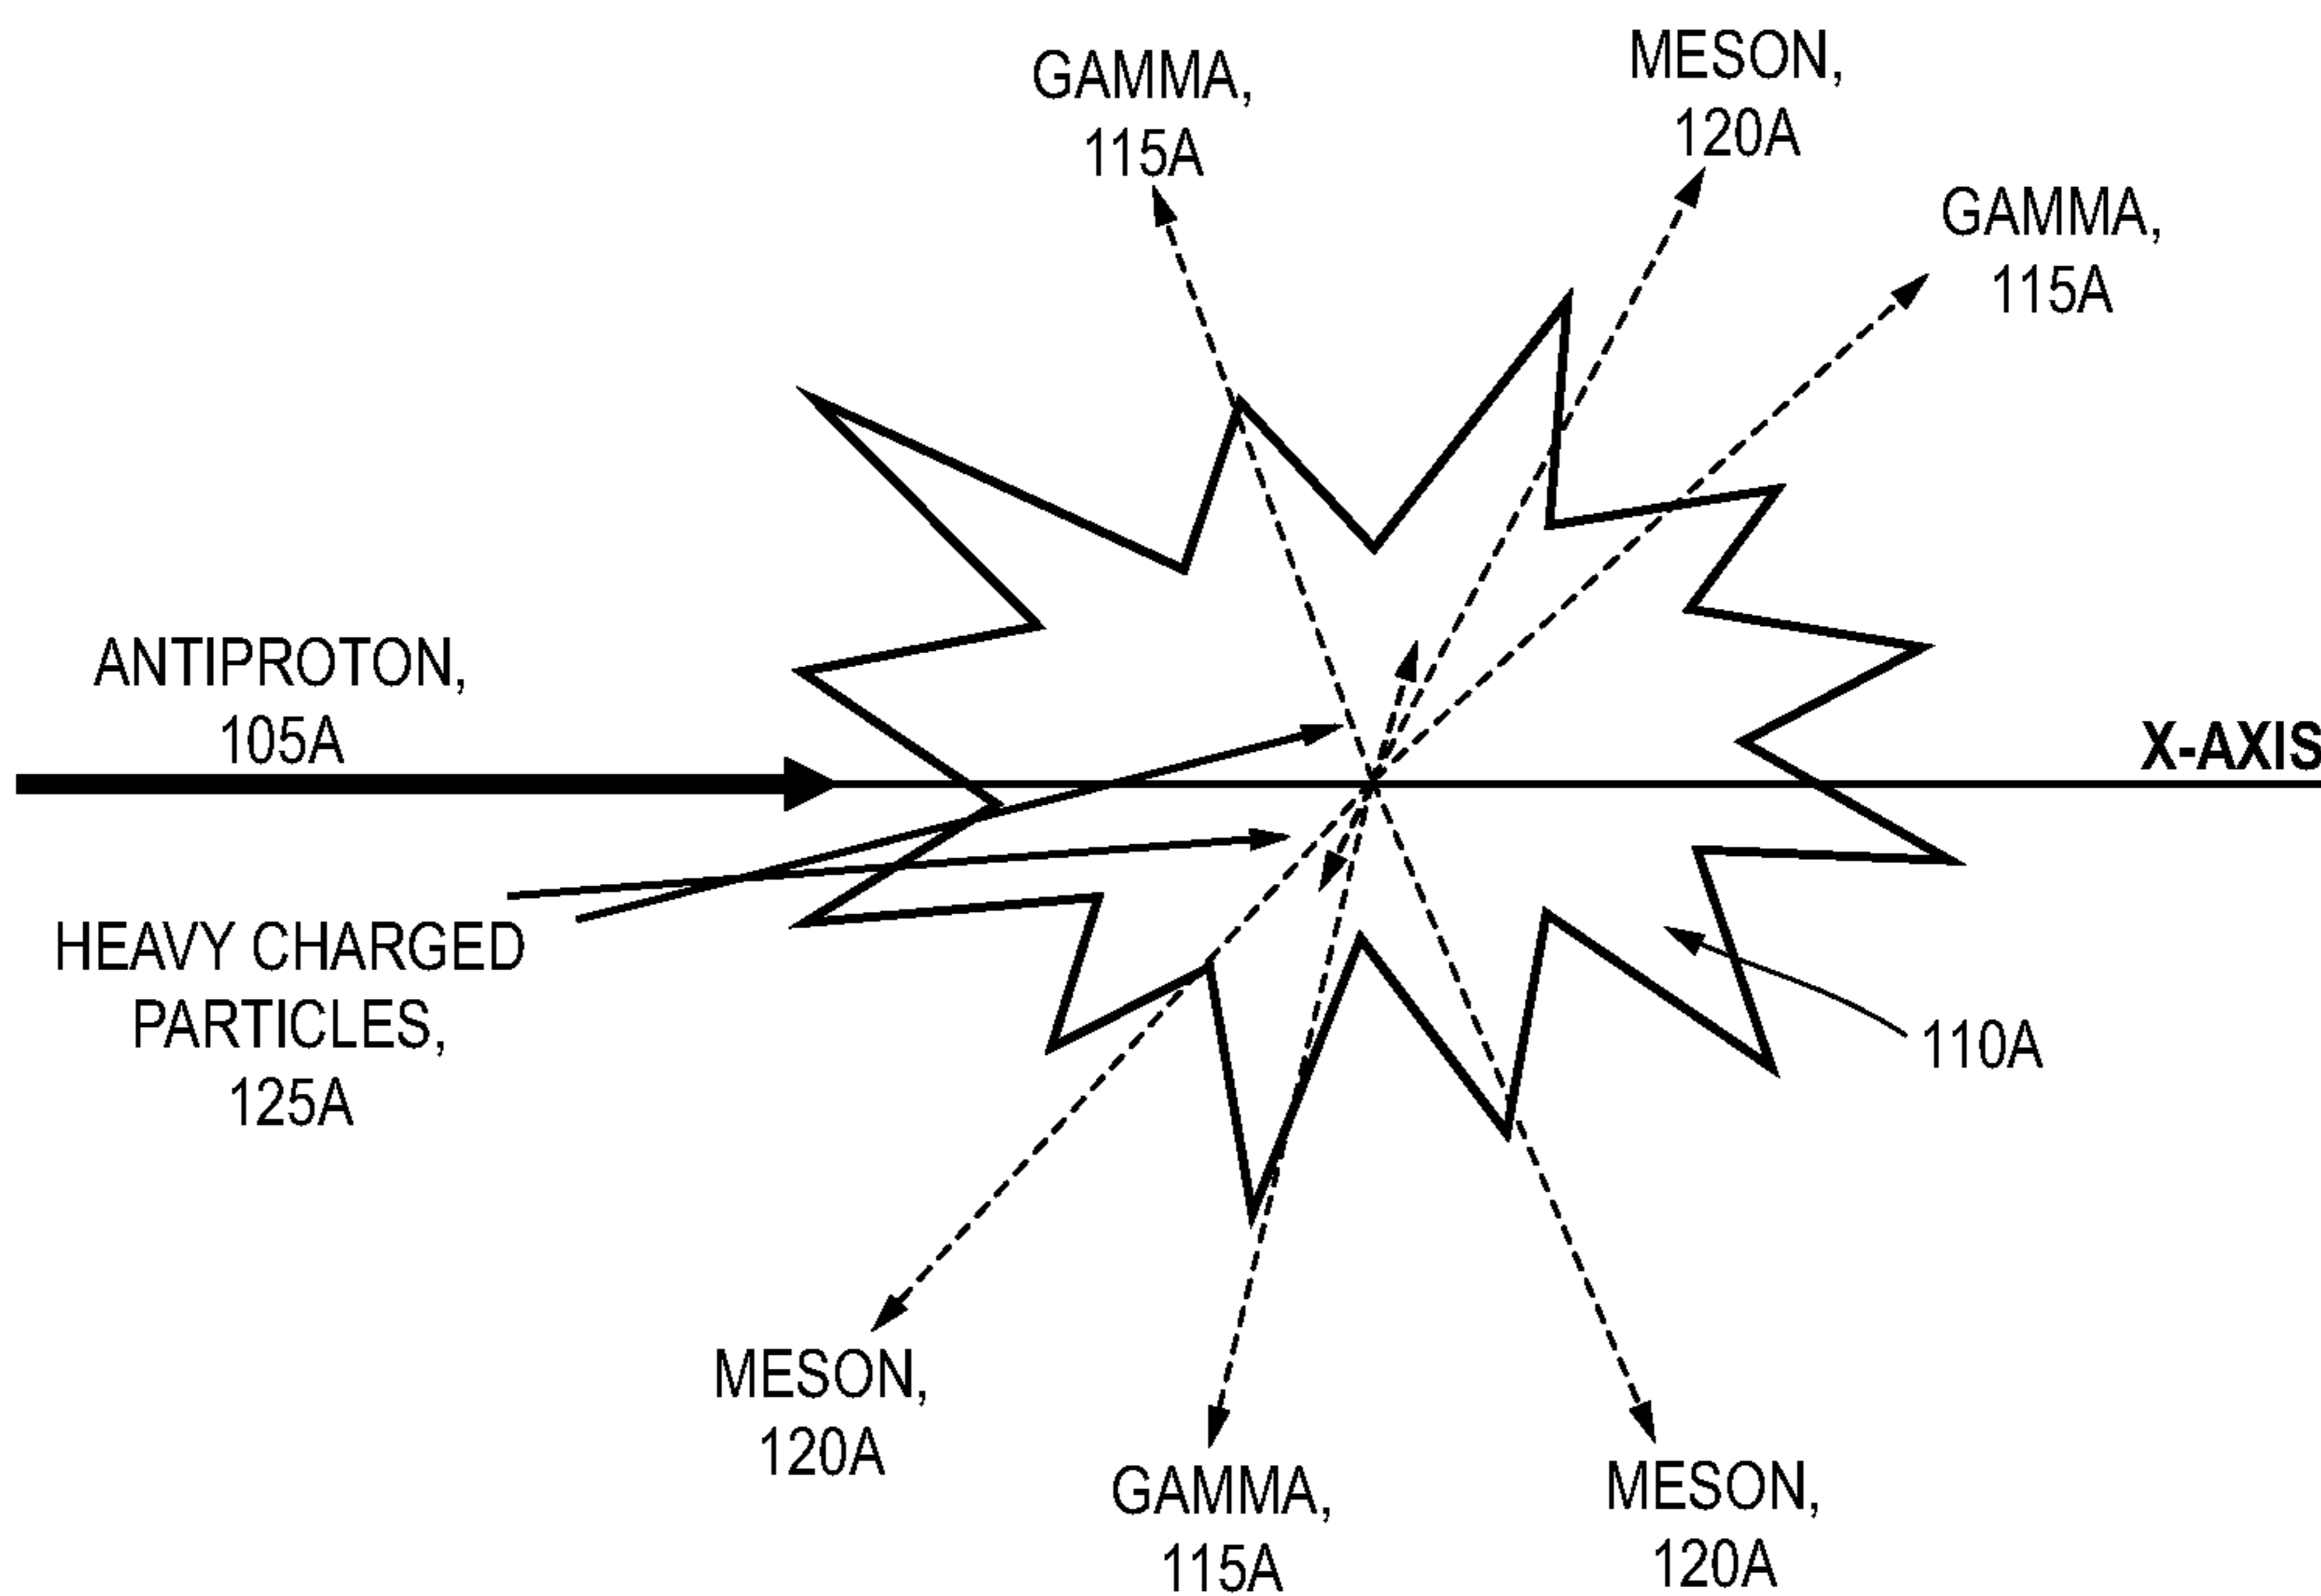 MESON,
120A
GAMMA,
115A
GAMMA,
115A
ANTIPROTON,
105A
X-AXIS
HEAVY CHARGED
PARTICLES,
125A
110A
MESON,
120A
GAMMA,
115A
MESON,
120A